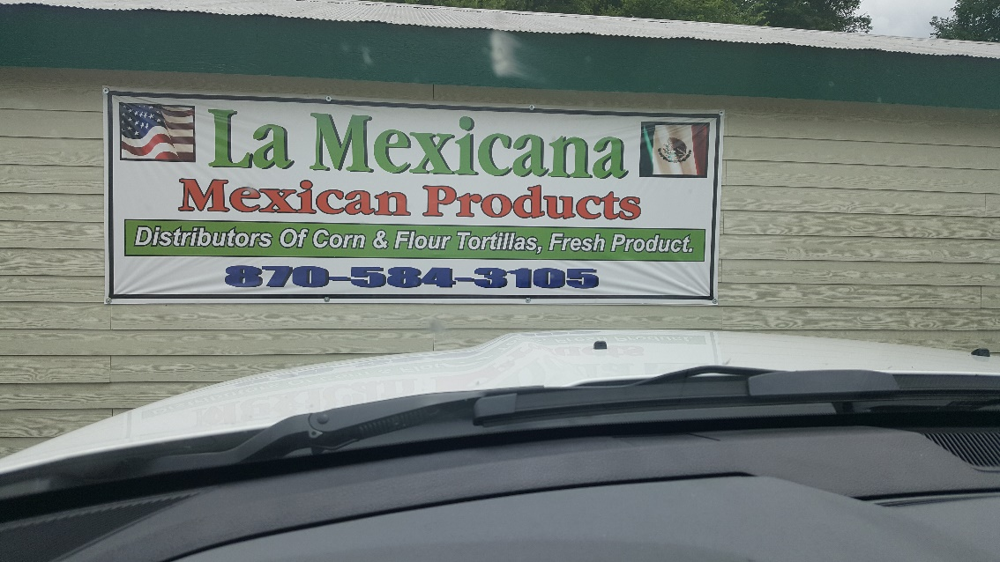 La Mexicana
Mexican Products
Distributors Of Corn & Flour Tortillas, Fresh Product.
870-584-3105